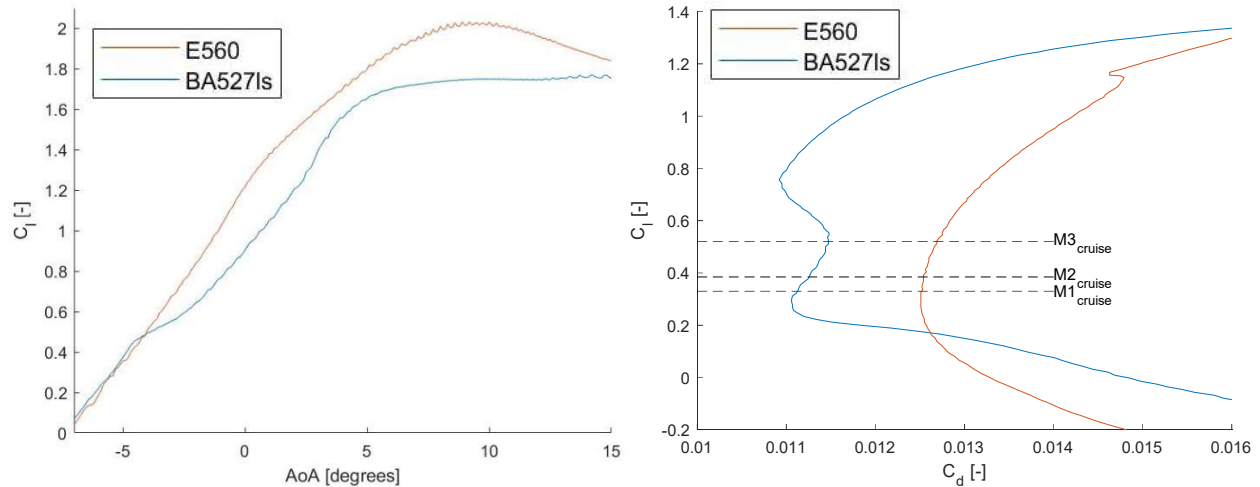 E560
BA527ls
2
1.8
1.6
1.4
1.2
1
0.8
0.6
0.4
0.2
0
C_l [-]
-5
0
5
10
15
AoA [degrees]
E560
BA527ls
1.4
1.2
1
0.8
0.6
0.4
0.2
0
-0.2
C_l [-]
M3_cruise
M2_cruise
M1_cruise
0.01
0.011
0.012
0.013
0.014
0.015
0.016
C_d [-]